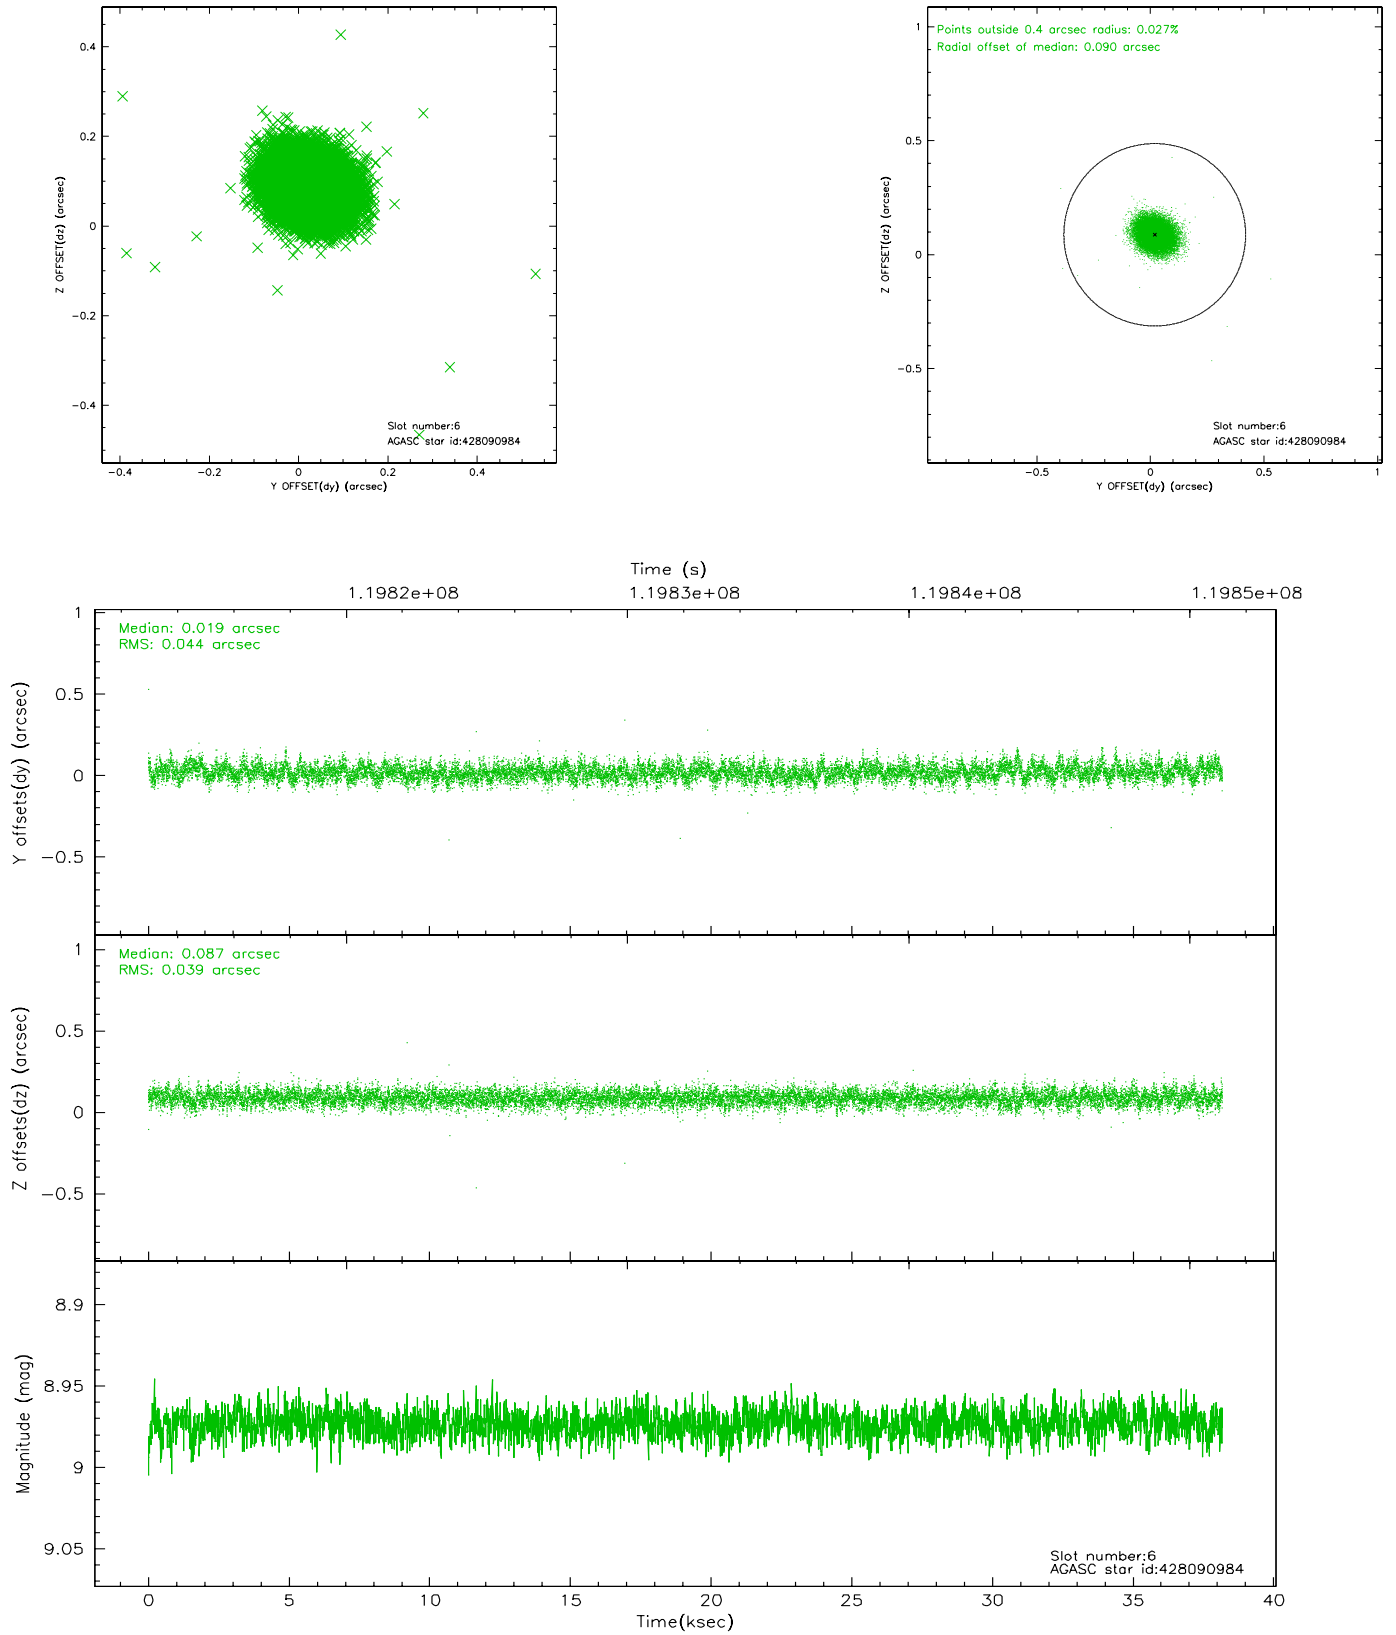 0.4
0.2
0
-0.2
-0.4
Z OFFSET(dz) (arcsec)
Slot number:6
AGASC star id:428090984
-0.4 -0.2 0 0.2 0.4
Y OFFSET(dy) (arcsec)
Points outside 0.4 arcsec radius: 0.027%
Radial offset of median: 0.090 arcsec
1
0.5
0
-0.5
Z OFFSET(dz) (arcsec)
Slot number:6
AGASC star id:428090984
-0.5 0 0.5 1
Y OFFSET(dy) (arcsec)
Time (s)
1.1982e+08 1.1983e+08 1.1984e+08 1.1985e+08
Median: 0.019 arcsec
RMS: 0.044 arcsec
1
0.5
0
-0.5
Y offsets(dy) (arcsec)
Median: 0.087 arcsec
RMS: 0.039 arcsec
1
0.5
0
-0.5
Z offsets(dz) (arcsec)
8.9
8.95
9
9.05
Magnitude (mag)
Slot number:6
AGASC star id:428090984
0 5 10 15 20 25 30 35 40
Time(ksec)